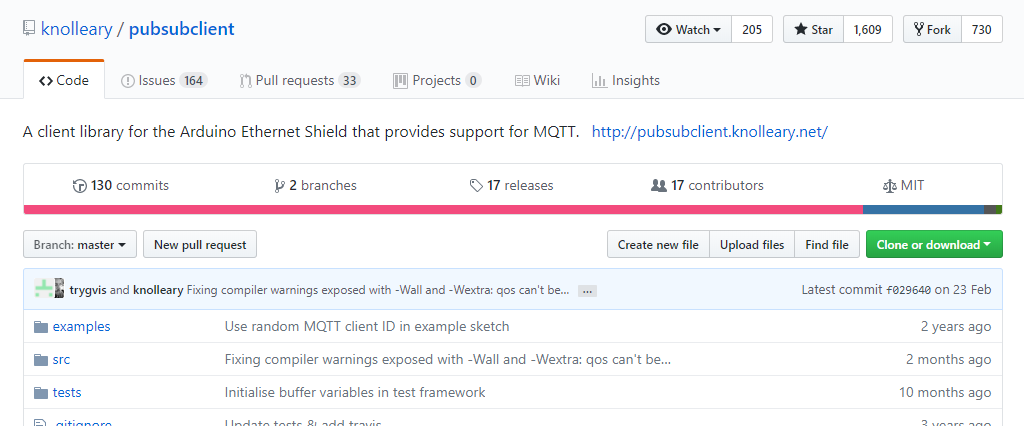 knolleary / pubsubclient Watch 205 Star 1,609 Fork 730
Code Issues 164 Pull requests 33 Projects 0 Wiki Insights
A client library for the Arduino Ethernet Shield that provides support for MQTT. http://pubsubclient.knolleary.net/
130 commits 2 branches 17 releases 17 contributors MIT
Branch: master New pull request Create new file Upload files Find file Clone or download
trygvis and knolleary Fixing compiler warnings exposed with -Wall and -Wextra: qos can't be... ... Latest commit f029640 on 23 Feb
examples Use random MQTT client ID in example sketch 2 years ago
src Fixing compiler warnings exposed with -Wall and -Wextra: qos can't be... 2 months ago
tests Initialise buffer variables in test framework 10 months ago
.gitignore Update tests & add travis 3 years ago